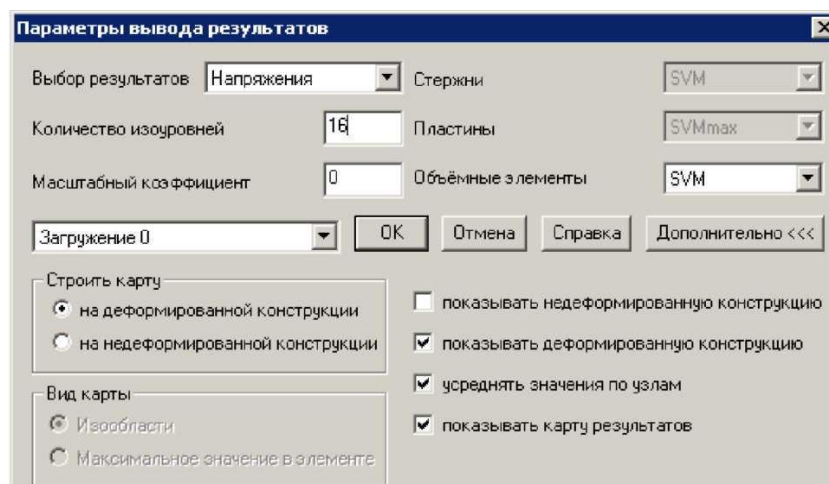 Параметры вывода результатов
Выбор результатов Напряжения Стержни SVM
Количество изоуровней 16 Пластины SVMmax
Масштабный коэффициент 0 Объёмные элементы SVM
Загружение 0 OK Отмена Справка Дополнительно <<<
Строить карту
на деформированной конструкции
на недеформированной конструкции
Вид карты
Изообласти
Максимальное значение в элементе
показывать недеформированную конструкцию
показывать деформированную конструкцию
усреднять значения по узлам
показывать карту результатов